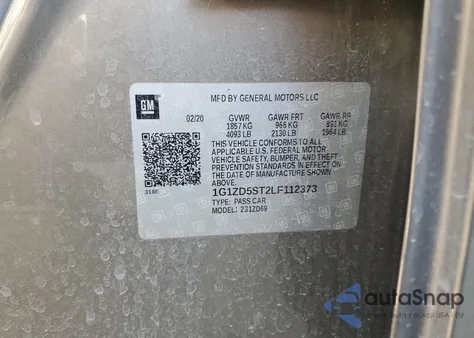 GM
MFD BY GENERAL MOTORS LLC
02/20 GVWR GAWR FRT GAWR RR
1857 KG 966 KG 891 KG
4093 LB 2130 LB 1964 LB
THIS VEHICLE CONFORMS TO ALL
APPLICABLE U.S. FEDERAL MOTOR
VEHICLE SAFETY, BUMPER, AND THEFT
PREVENTION STANDARDS IN EFFECT ON
THE DATE OF MANUFACTURE SHOWN
ABOVE.
1G1ZD5ST2LF112373
TYPE: PASS CAR
MODEL: 231ZD69
autoSnap